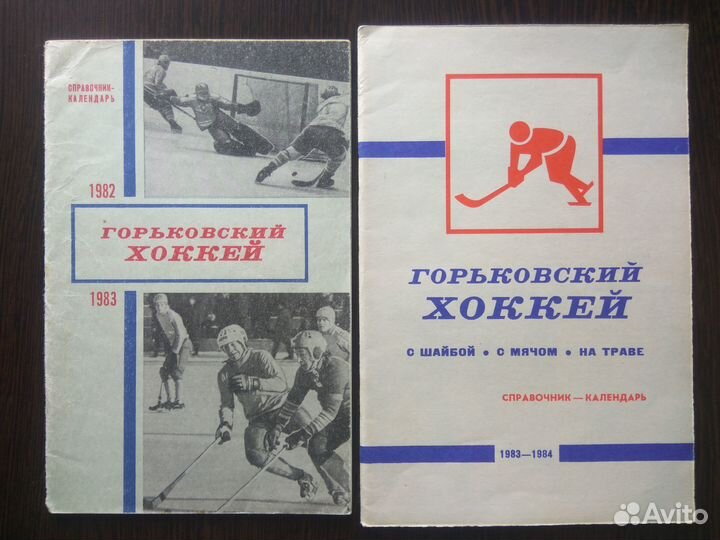 СПРАВОЧНИК-
КАЛЕНДАРЬ
1982
ГОРЬКОВСКИЙ
ХОККЕЙ
1983
ГОРЬКОВСКИЙ
ХОККЕЙ
С ШАЙБОЙ • С МЯЧОМ • НА ТРАВЕ
СПРАВОЧНИК — КАЛЕНДАРЬ
1983—1984
Avito